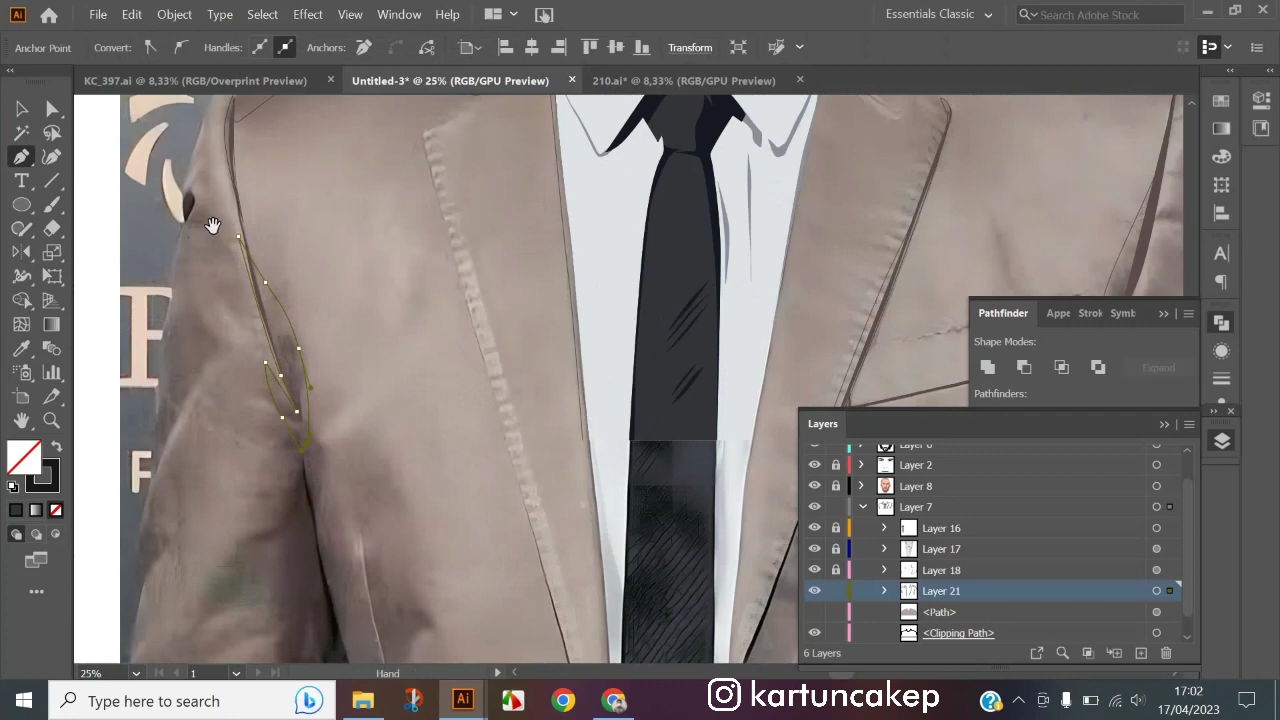 Ai File Edit Object Type Select Effect View Window Help Essentials Classic Search Adobe Stock
Anchor Point Convert: Handles: Anchors: Transform
KC_397.ai @ 8,33% (RGB/Overprint Preview) × Untitled-3* @ 25% (RGB/GPU Preview) × 210.ai* @ 8,33% (RGB/GPU Preview) ×
P
F
Pathfinder Appe Strok Symb
Shape Modes:
Expand
Pathfinders:
Layers
Layer 2
Layer 8
Layer 7
Layer 16
Layer 17
Layer 18
Layer 21
<Path>
<Clipping Path>
6 Layers
25% 1 Hand
Type here to search
kartuncakep
17:02
17/04/2023